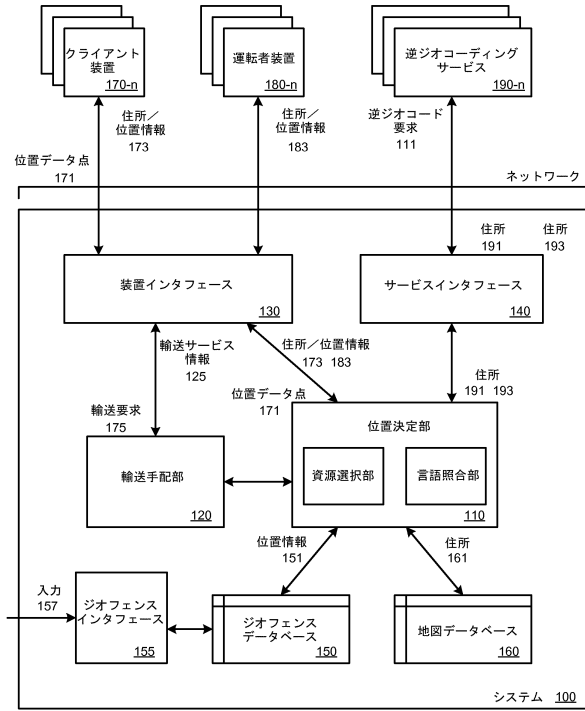 クライアント
装置
170-n
運転者装置
180-n
逆ジオコーディング
サービス
190-n
住所／
位置情報
173
住所／
位置情報
183
逆ジオコード
要求
111
位置データ点
171
ネットワーク
住所
191
住所
193
装置インタフェース
130
サービスインタフェース
140
輸送サービス
情報
125
住所／位置情報
173 183
住所
191 193
位置データ点
171
輸送要求
175
位置決定部
資源選択部
言語照合部
110
輸送手配部
120
位置情報
151
住所
161
入力
157
ジオフェンス
インタフェース
155
ジオフェンス
データベース
150
地図データベース
160
システム 100